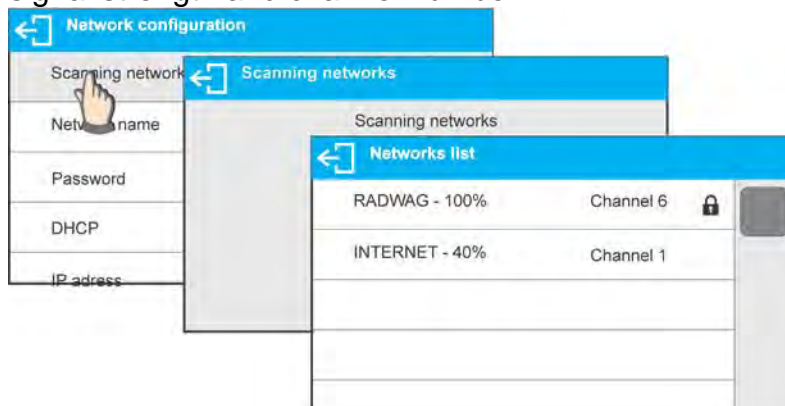 Network configuration
Scanning network
Network name
Password
DHCP
IP adress
Scanning networks
Scanning networks
Networks list
RADWAG - 100% Channel 6
INTERNET - 40% Channel 1